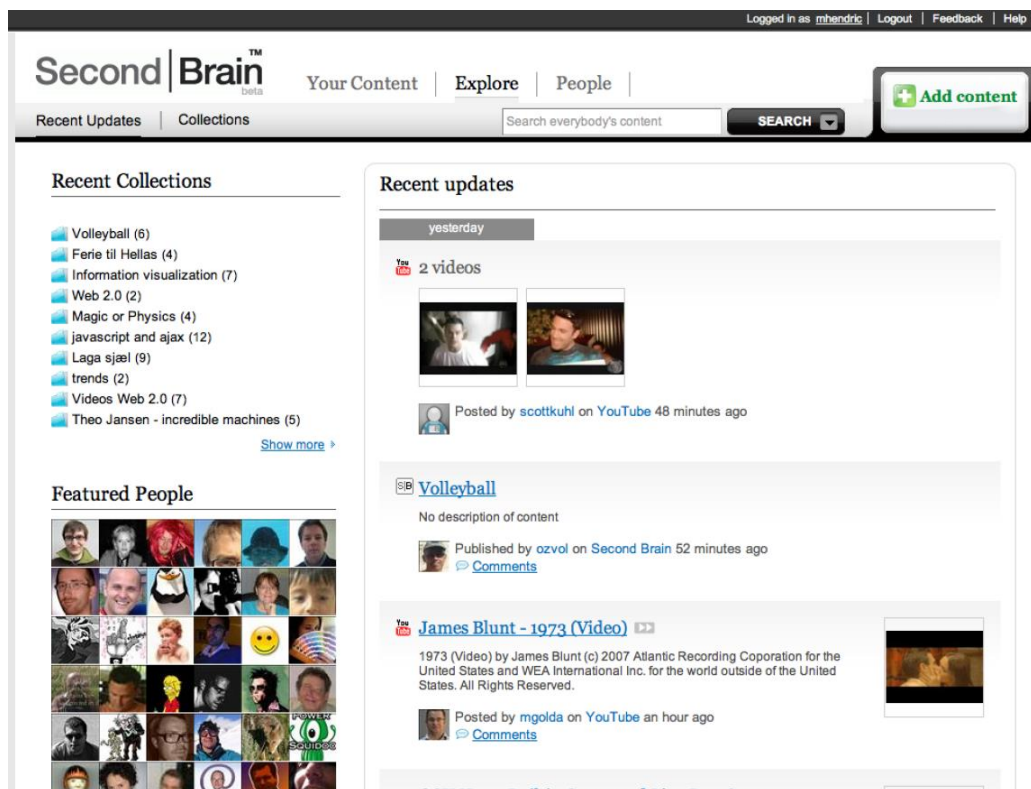 Logged in as mhendric | Logout | Feedback | Help
Second|Brain™
beta
Your Content | Explore | People |
Add content
Recent Updates | Collections
Search everybody's content
SEARCH
Recent Collections
Volleyball (6)
Ferie til Hellas (4)
Information visualization (7)
Web 2.0 (2)
Magic or Physics (4)
javascript and ajax (12)
Laga sjæl (9)
trends (2)
Videos Web 2.0 (7)
Theo Jansen - incredible machines (5)
Show more
Featured People
POWER
SQUIDOO
Recent updates
yesterday
You Tube
2 videos
Posted by scottkuhl on YouTube 48 minutes ago
S|B
Volleyball
No description of content
Published by ozvol on Second Brain 52 minutes ago
Comments
You Tube
James Blunt - 1973 (Video)
1973 (Video) by James Blunt (c) 2007 Atlantic Recording Coporation for the
United States and WEA International Inc. for the world outside of the United
States. All Rights Reserved.
Posted by mgolda on YouTube an hour ago
Comments